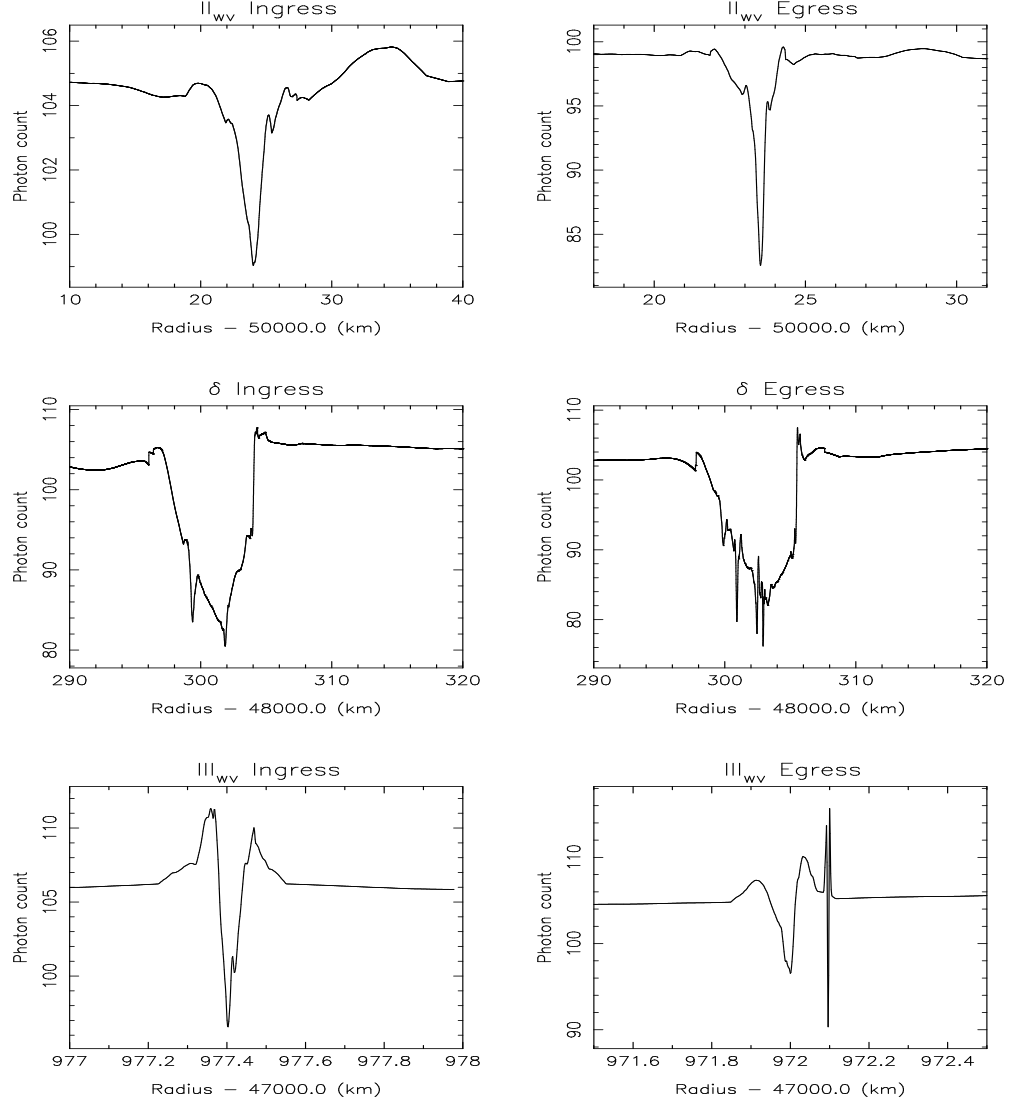 II_wv Ingress
II_wv Egress
Photon count
106
104
102
100
10
20
30
40
Radius – 50000.0 (km)
Photon count
100
95
90
85
20
25
30
Radius – 50000.0 (km)
δ Ingress
δ Egress
Photon count
110
100
90
80
290
300
310
320
Radius – 48000.0 (km)
Photon count
110
100
90
80
290
300
310
320
Radius – 48000.0 (km)
III_wv Ingress
III_wv Egress
Photon count
110
105
100
977
977.2
977.4
977.6
977.8
978
Radius – 47000.0 (km)
Photon count
110
100
90
971.6
971.8
972
972.2
972.4
Radius – 47000.0 (km)